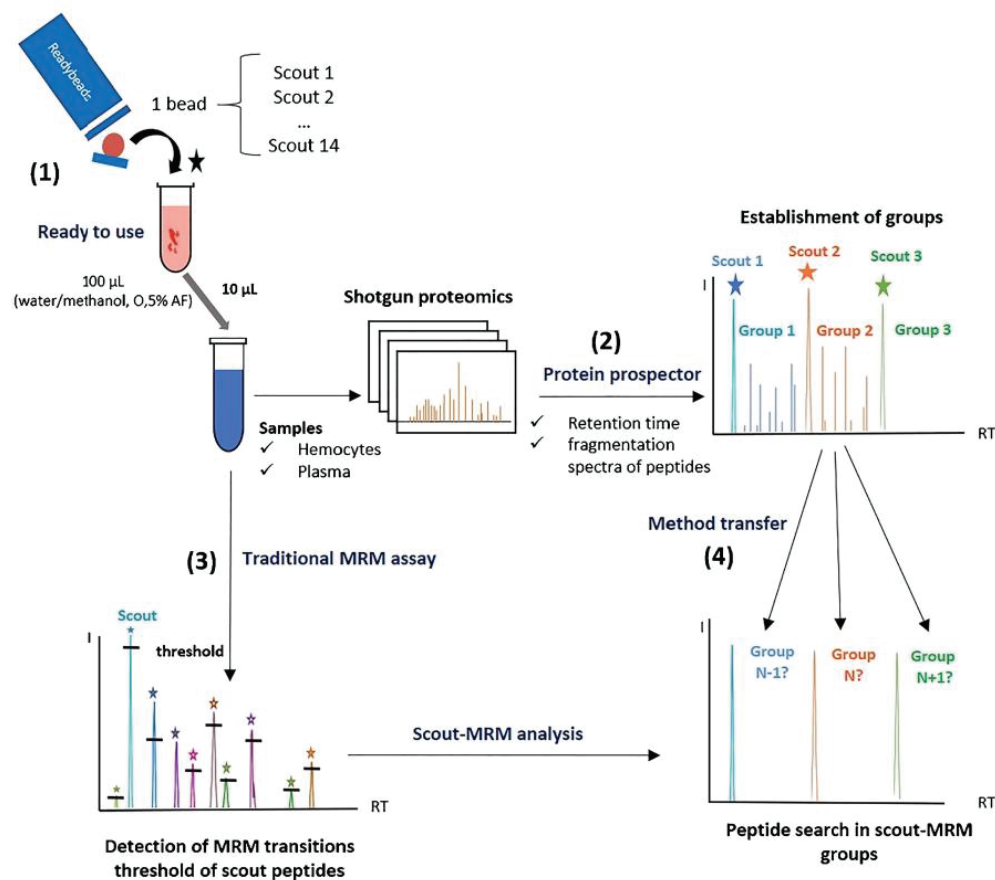 Readybeads
1 bead
Scout 1
Scout 2
...
Scout 14
(1)
Ready to use
100 µL
(water/methanol, O,5% AF)
10 µL
Samples
✓ Hemocytes
✓ Plasma
Shotgun proteomics
(2)
Protein prospector
✓ Retention time
✓ fragmentation
spectra of peptides
Establishment of groups
Scout 1
Scout 2
Scout 3
I
Group 1
Group 2
Group 3
RT
(3)
Traditional MRM assay
Scout
I
threshold
RT
Detection of MRM transitions
threshold of scout peptides
Scout-MRM analysis
Method transfer
(4)
I
Group
N-1?
Group
N?
Group
N+1?
RT
Peptide search in scout-MRM
groups